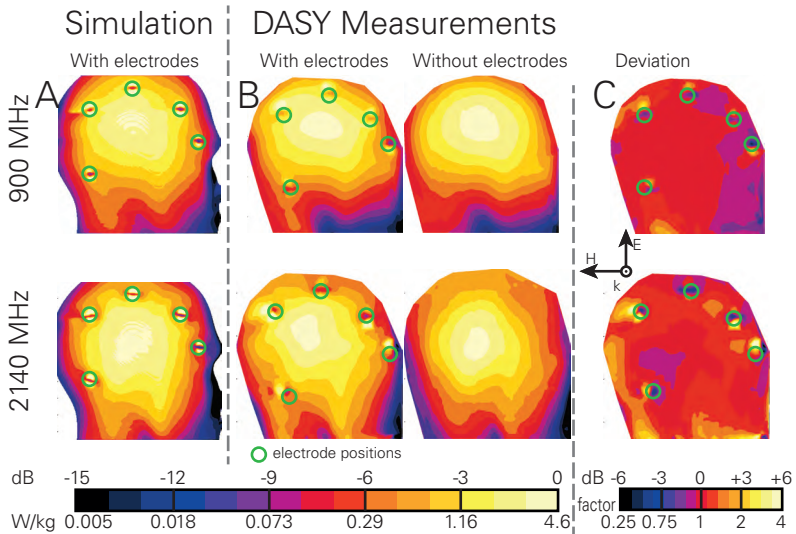 Simulation DASY Measurements
With electrodes With electrodes Without electrodes Deviation
A B C
900 MHz
E
H
k
2140 MHz
electrode positions
dB -15 -12 -9 -6 -3 0 dB -6 -3 0 +3 +6
W/kg 0.005 0.018 0.073 0.29 1.16 4.6 factor 0.25 0.75 1 2 4